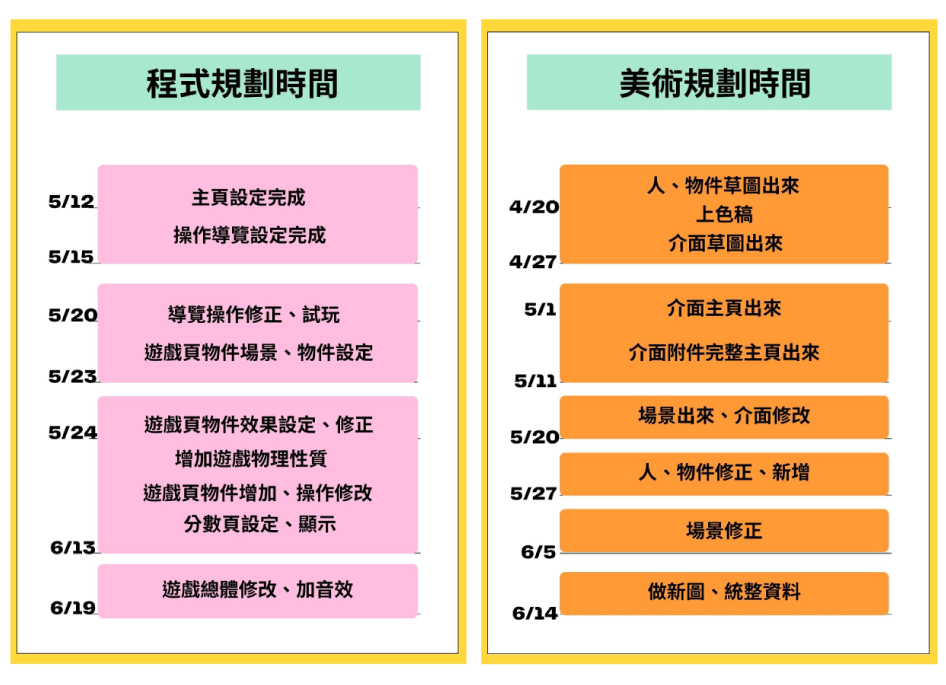 程式規劃時間
5/12
主頁設定完成
操作導覽設定完成
5/15
5/20
導覽操作修正、試玩
遊戲頁物件場景、物件設定
5/23
5/24
遊戲頁物件效果設定、修正
增加遊戲物理性質
遊戲頁物件增加、操作修改
分數頁設定、顯示
6/13
遊戲總體修改、加音效
6/19
美術規劃時間
人、物件草圖出來
4/20
上色稿
介面草圖出來
4/27
5/1
介面主頁出來
介面附件完整主頁出來
5/11
場景出來、介面修改
5/20
人、物件修正、新增
5/27
場景修正
6/5
做新圖、統整資料
6/14